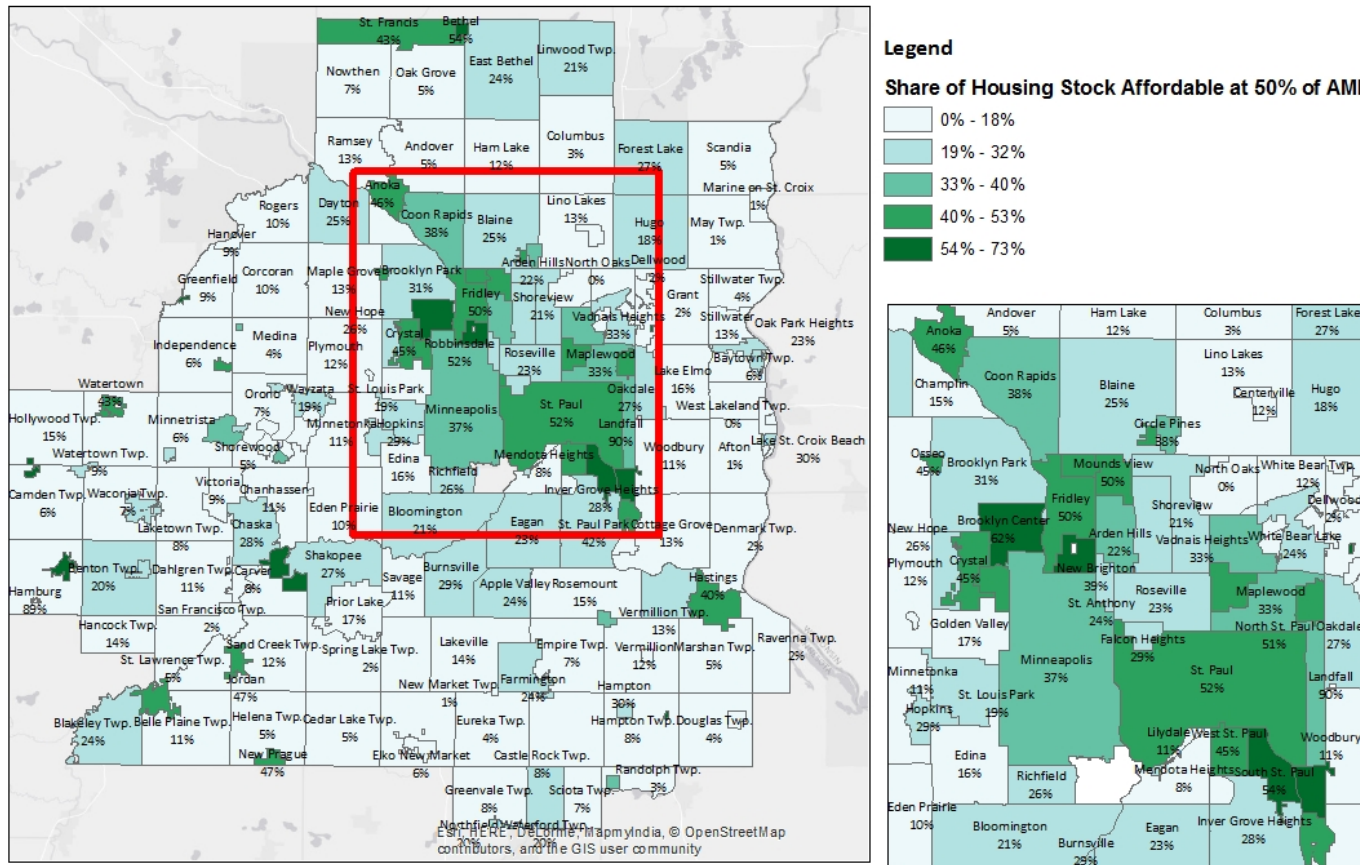 St. Francis
43%
Bethel
54%
Nowthen
7%
Oak Grove
5%
East Bethel
24%
Linwood Twp.
21%
Ramsey
13%
Andover
5%
Ham Lake
12%
Columbus
3%
Forest Lake
27%
Scandia
5%
Marine on St. Croix
1%
Rogers
10%
Dayton
25%
Anoka
46%
Coon Rapids
38%
Blaine
25%
Lino Lakes
13%
Hugo
18%
May Twp.
1%
Hanover
9%
Greenfield
9%
Corcoran
10%
Maple Grove
13%
Brooklyn Park
31%
Arden Hills
22%
North Oaks
0%
Dellwood
2%
Grant
2%
Stillwater Twp.
4%
New Hope
26%
Fridley
50%
Shoreview
21%
Vadnais Heights
33%
Stillwater
13%
Oak Park Heights
23%
Independence
6%
Medina
4%
Plymouth
12%
Crystal
45%
Robbinsdale
52%
Roseville
23%
Maplewood
33%
Lake Elmo
16%
Baytown Twp.
6%
Watertown
43%
Orono
7%
Wayzata
19%
St. Louis Park
19%
Minneapolis
37%
St. Paul
52%
Oakdale
27%
West Lakeland Twp.
0%
Hollywood Twp.
15%
Minnetrista
6%
Minnetonka
11%
Hopkins
29%
Landfall
90%
Lake St. Croix Beach
30%
Watertown Twp.
9%
Shorewood
5%
Edina
16%
Richfield
26%
Mendota Heights
8%
Woodbury
11%
Afton
1%
Camden Twp.
6%
Waconia Twp.
7%
Victoria
9%
Chanhassen
11%
Eden Prairie
10%
Bloomington
21%
Eagan
23%
Inver Grove Heights
28%
St. Paul Park
42%
Cottage Grove
13%
Denmark Twp.
2%
Laketown Twp.
8%
Chaska
28%
Benton Twp.
20%
Dahlgren Twp.
11%
Carver
8%
Shakopee
27%
Savage
11%
Burnsville
29%
Apple Valley
24%
Rosemount
15%
Hastings
40%
Hamburg
89%
San Francisco Twp.
2%
Prior Lake
17%
Vermillion Twp.
13%
Hancock Twp.
14%
Sand Creek Twp.
12%
Spring Lake Twp.
2%
Lakeville
14%
Empire Twp.
7%
Vermillion
12%
Marshan Twp.
5%
Ravenna Twp.
2%
St. Lawrence Twp.
5%
Jordan
47%
New Market Twp.
1%
Farmington
24%
Hampton
30%
Blakeley Twp.
24%
Belle Plaine Twp.
11%
Helena Twp.
5%
Cedar Lake Twp.
5%
Eureka Twp.
4%
Hampton Twp.
8%
Douglas Twp.
4%
New Prague
47%
Elko New Market
6%
Castle Rock Twp.
8%
Randolph Twp.
3%
Greenvale Twp.
8%
Sciota Twp.
7%
Northfield
20%
Waterford Twp.
20%
Esri, HERE, DeLorme, MapmyIndia, © OpenStreetMap
contributors, and the GIS user community
Legend
Share of Housing Stock Affordable at 50% of AMI
0% - 18%
19% - 32%
33% - 40%
40% - 53%
54% - 73%
Andover
5%
Ham Lake
12%
Columbus
3%
Forest Lake
27%
Anoka
46%
Champlin
15%
Coon Rapids
38%
Blaine
25%
Lino Lakes
13%
Centerville
12%
Hugo
18%
Circle Pines
38%
Osseo
45%
Brooklyn Park
31%
Mounds View
50%
North Oaks
0%
White Bear Twp.
12%
Dellwood
2%
Fridley
50%
Shoreview
21%
New Hope
26%
Brooklyn Center
62%
Arden Hills
22%
Vadnais Heights
33%
White Bear Lake
24%
Plymouth
12%
Crystal
45%
New Brighton
39%
Roseville
23%
Maplewood
33%
St. Anthony
24%
Golden Valley
17%
Falcon Heights
29%
North St. Paul
51%
Oakdale
27%
Minnetonka
11%
Minneapolis
37%
St. Paul
52%
Landfall
90%
Hopkins
29%
St. Louis Park
19%
Lilydale
11%
West St. Paul
45%
Woodbury
11%
Edina
16%
Richfield
26%
Mendota Heights
8%
South St. Paul
54%
Eden Prairie
10%
Bloomington
21%
Burnsville
29%
Eagan
23%
Inver Grove Heights
28%